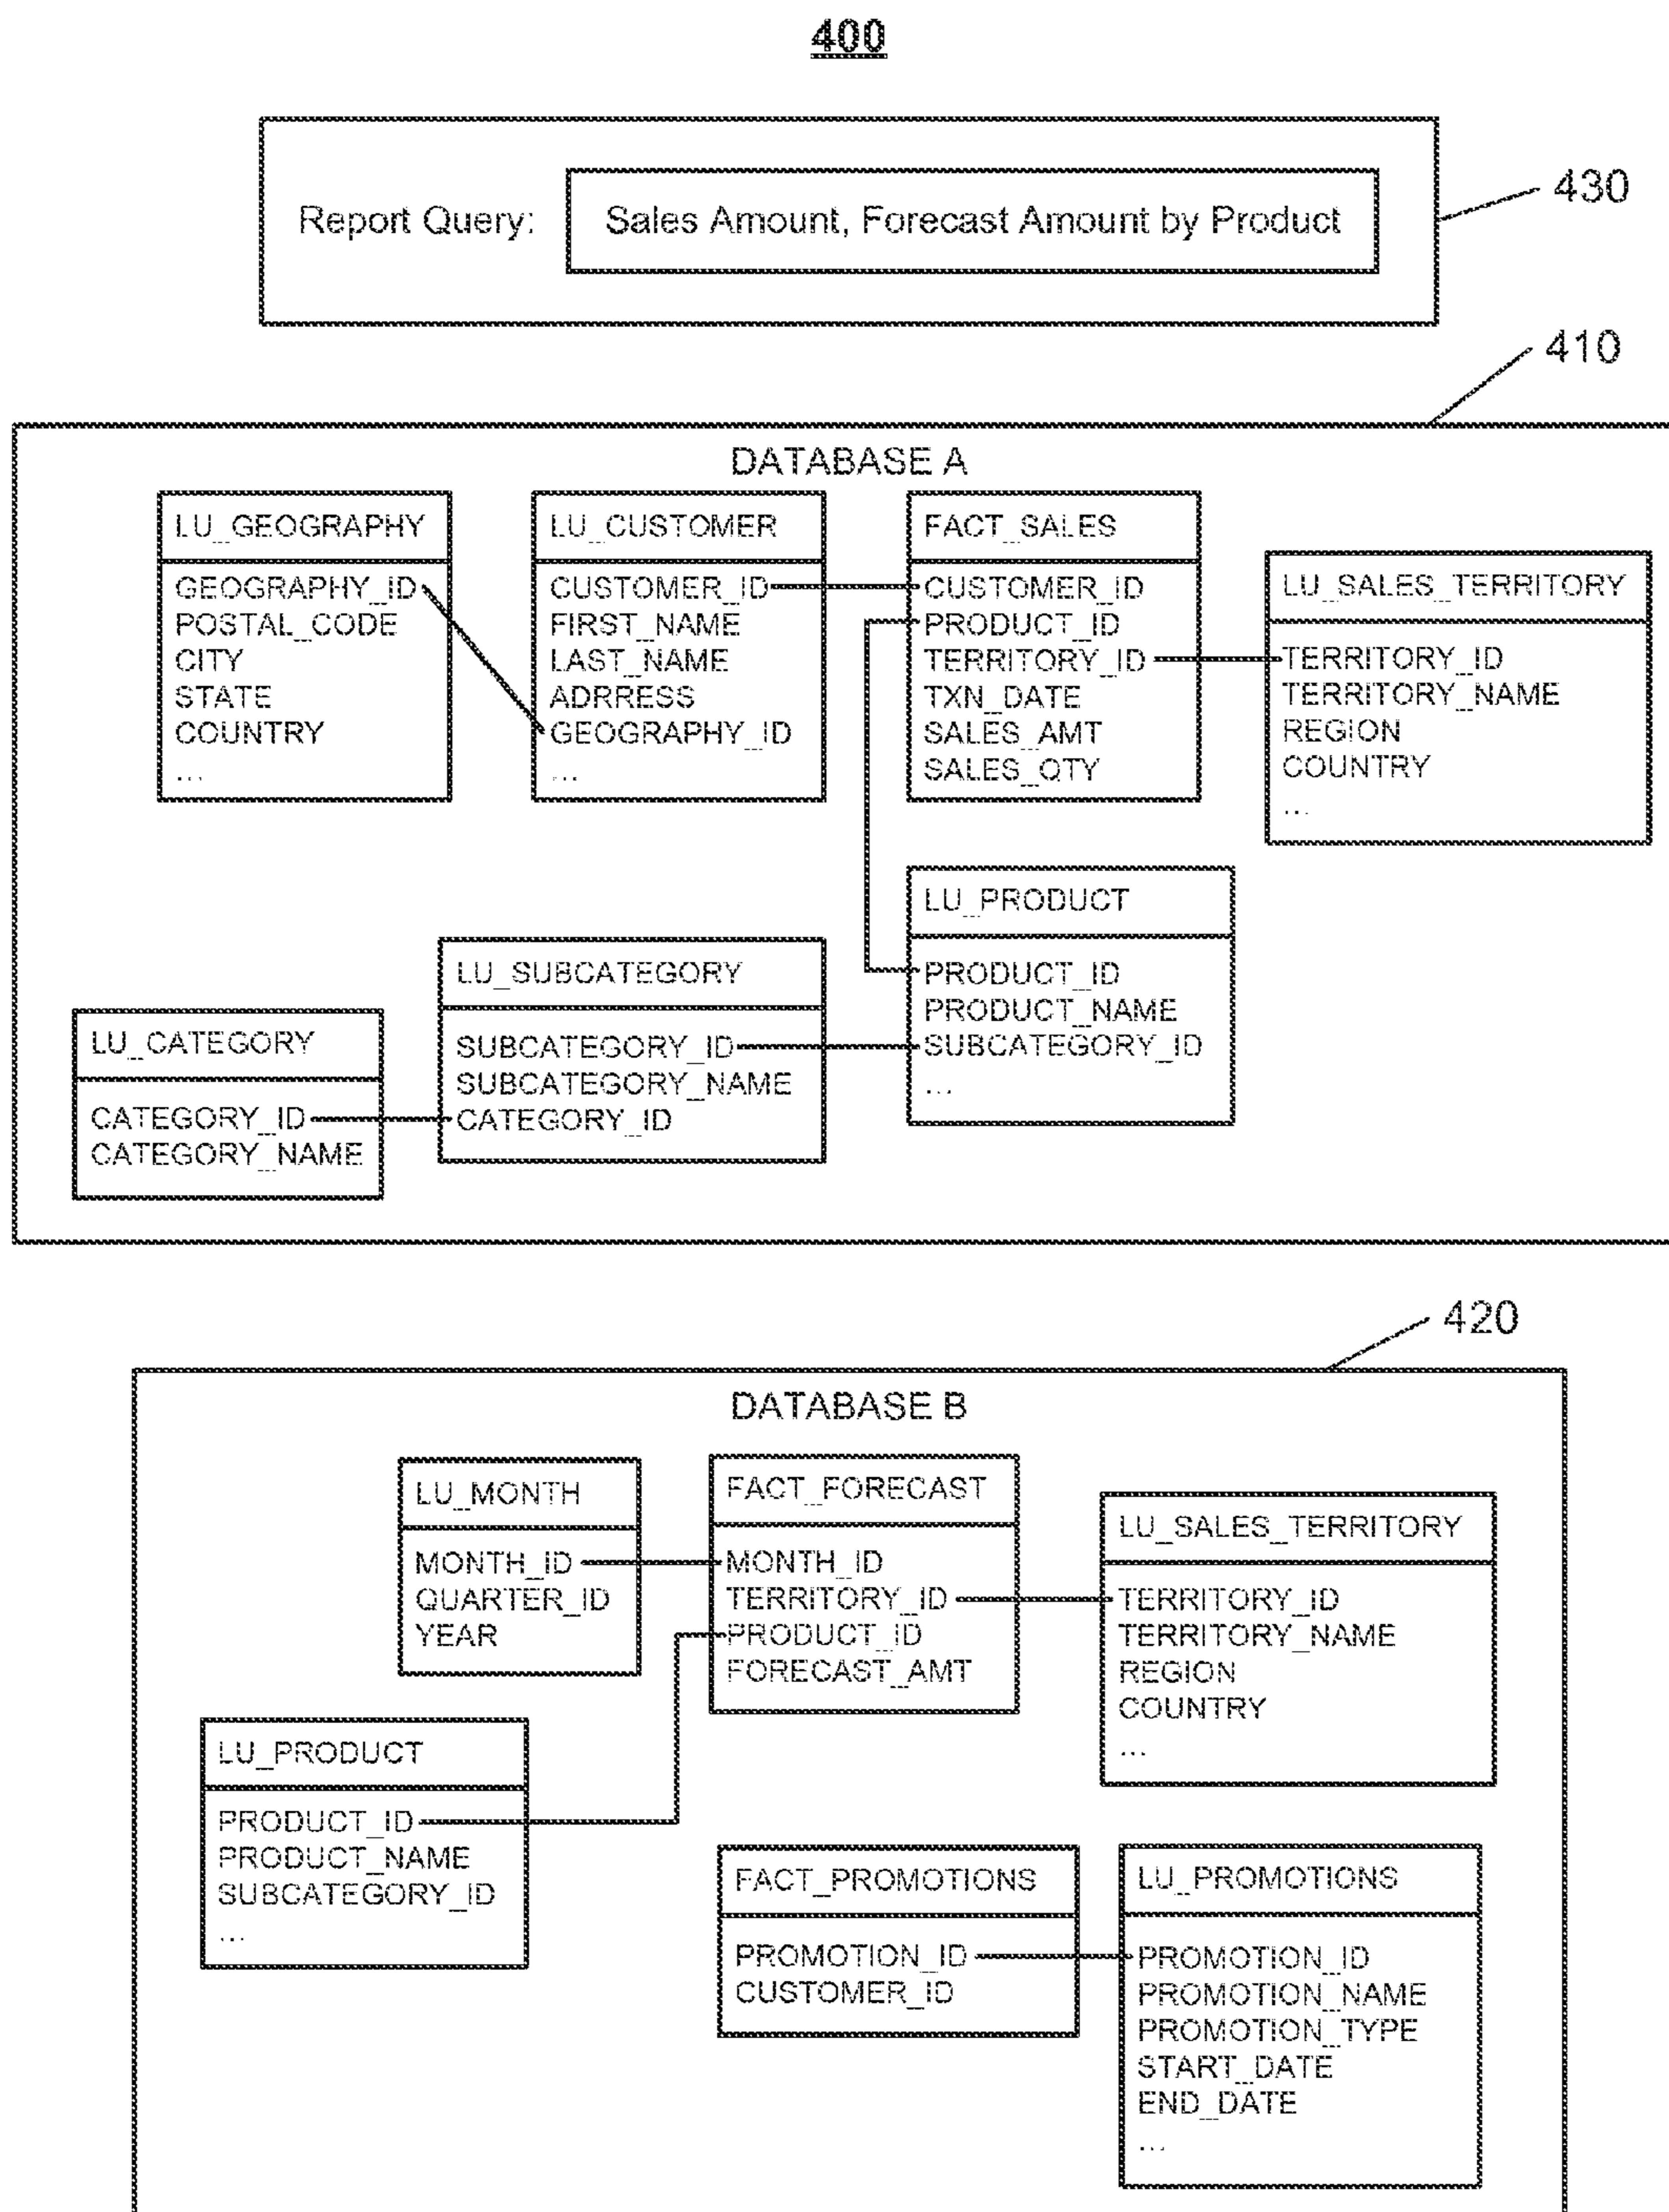 400
Report Query: Sales Amount, Forecast Amount by Product
430
410
DATABASE A
LU_GEOGRAPHY
GEOGRAPHY_ID
POSTAL_CODE
CITY
STATE
COUNTRY
...
LU_CUSTOMER
CUSTOMER_ID
FIRST_NAME
LAST_NAME
ADRRESS
GEOGRAPHY_ID
...
FACT_SALES
CUSTOMER_ID
PRODUCT_ID
TERRITORY_ID
TXN_DATE
SALES_AMT
SALES_QTY
LU_SALES_TERRITORY
TERRITORY_ID
TERRITORY_NAME
REGION
COUNTRY
...
LU_PRODUCT
PRODUCT_ID
PRODUCT_NAME
SUBCATEGORY_ID
...
LU_SUBCATEGORY
SUBCATEGORY_ID
SUBCATEGORY_NAME
CATEGORY_ID
LU_CATEGORY
CATEGORY_ID
CATEGORY_NAME
420
DATABASE B
LU_MONTH
MONTH_ID
QUARTER_ID
YEAR
FACT_FORECAST
MONTH_ID
TERRITORY_ID
PRODUCT_ID
FORECAST_AMT
LU_SALES_TERRITORY
TERRITORY_ID
TERRITORY_NAME
REGION
COUNTRY
...
LU_PRODUCT
PRODUCT_ID
PRODUCT_NAME
SUBCATEGORY_ID
...
FACT_PROMOTIONS
PROMOTION_ID
CUSTOMER_ID
LU_PROMOTIONS
PROMOTION_ID
PROMOTION_NAME
PROMOTION_TYPE
START_DATE
END_DATE
...